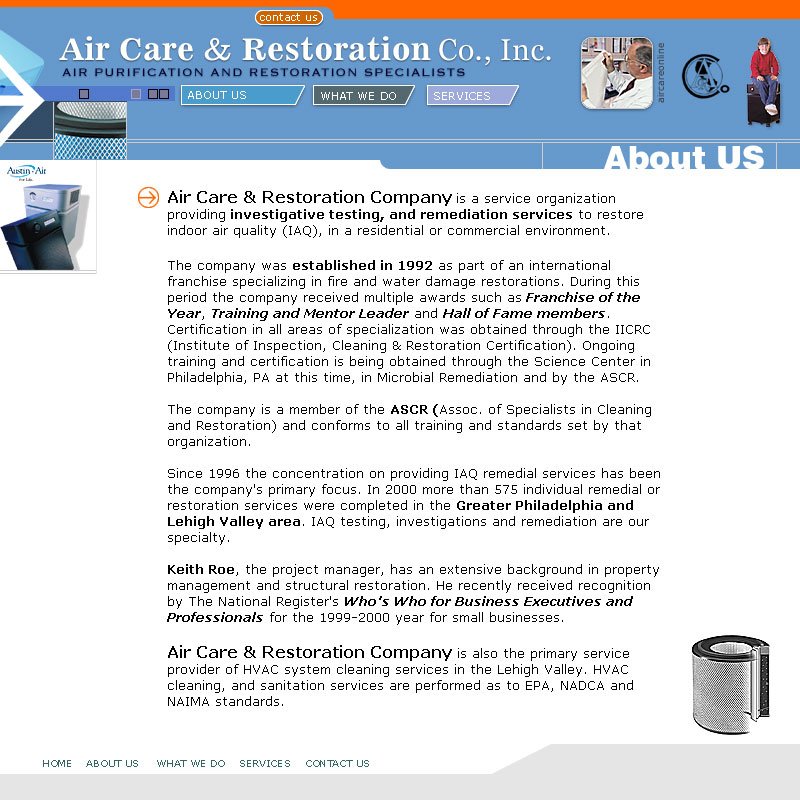 contact us
Air Care & Restoration Co., Inc.
AIR PURIFICATION AND RESTORATION SPECIALISTS
ABOUT US
WHAT WE DO
SERVICES
aircareonline
About US
Austin Air
Air Care & Restoration Company is a service organization
providing investigative testing, and remediation services to restore
indoor air quality (IAQ), in a residential or commercial environment.
The company was established in 1992 as part of an international
franchise specializing in fire and water damage restorations. During this
period the company received multiple awards such as Franchise of the
Year, Training and Mentor Leader and Hall of Fame members.
Certification in all areas of specialization was obtained through the IICRC
(Institute of Inspection, Cleaning & Restoration Certification). Ongoing
training and certification is being obtained through the Science Center in
Philadelphia, PA at this time, in Microbial Remediation and by the ASCR.
The company is a member of the ASCR (Assoc. of Specialists in Cleaning
and Restoration) and conforms to all training and standards set by that
organization.
Since 1996 the concentration on providing IAQ remedial services has been
the company's primary focus. In 2000 more than 575 individual remedial or
restoration services were completed in the Greater Philadelphia and
Lehigh Valley area. IAQ testing, investigations and remediation are our
specialty.
Keith Roe, the project manager, has an extensive background in property
management and structural restoration. He recently received recognition
by The National Register's Who's Who for Business Executives and
Professionals for the 1999-2000 year for small businesses.
Air Care & Restoration Company is also the primary service
provider of HVAC system cleaning services in the Lehigh Valley. HVAC
cleaning, and sanitation services are performed as to EPA, NADCA and
NAIMA standards.
HOME ABOUT US WHAT WE DO SERVICES CONTACT US